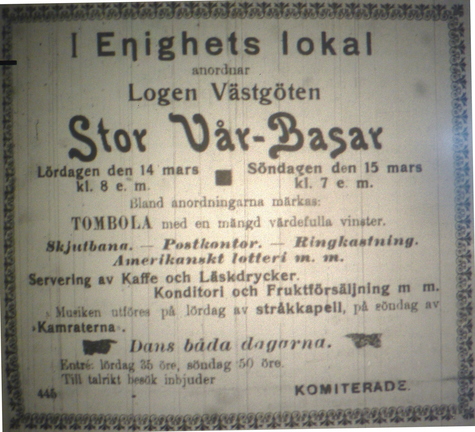 I Enighets lokal
anordnar
Logen Västgöten
Stor Vår-Basar
Lördagen den 14 mars
kl. 8 e. m.
Söndagen den 15 mars
kl. 7 e. m.
Bland anordningarna märkas:
TOMBOLA med en mängd värdefulla vinster.
Skjutbana. — Postkontor. — Ringkastning.
Amerikanskt lotteri m. m.
Servering av Kaffe och Läskdrycker.
Konditori och Fruktförsäljning m m.
Musiken utföres på lördag av stråkkapell, på söndag av
›Kamraterna›.
Dans båda dagarna.
Entré: lördag 35 öre, söndag 50 öre.
Till talrikt besök inbjuder
445
KOMITERADE.